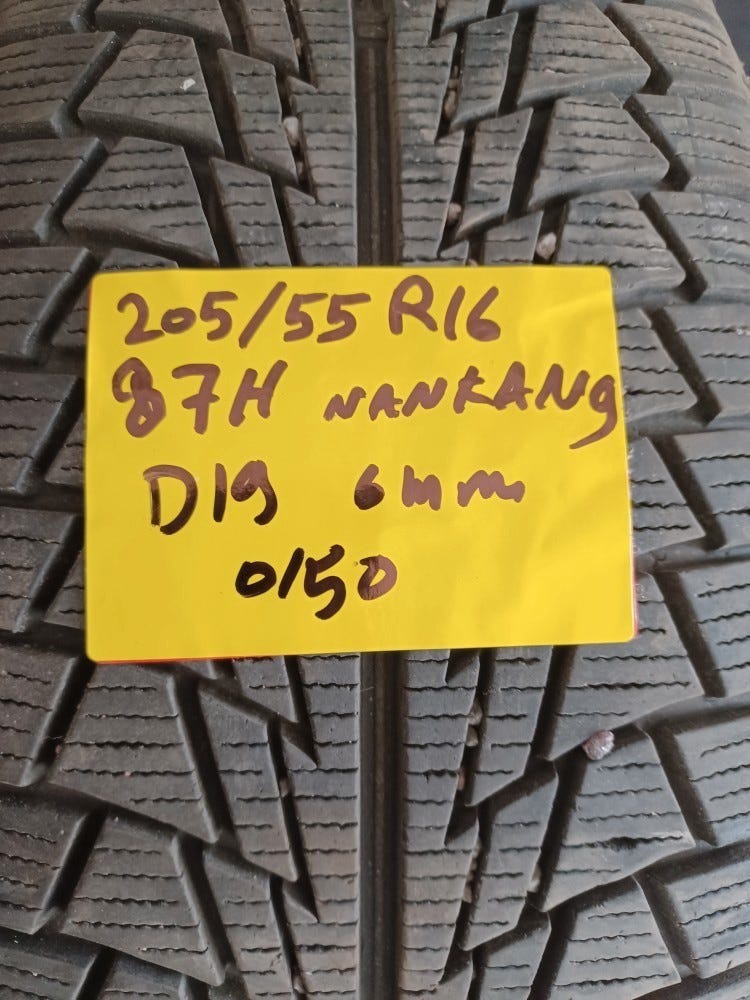 205/55 R16
87H NANKANg
D19 6mm
0150